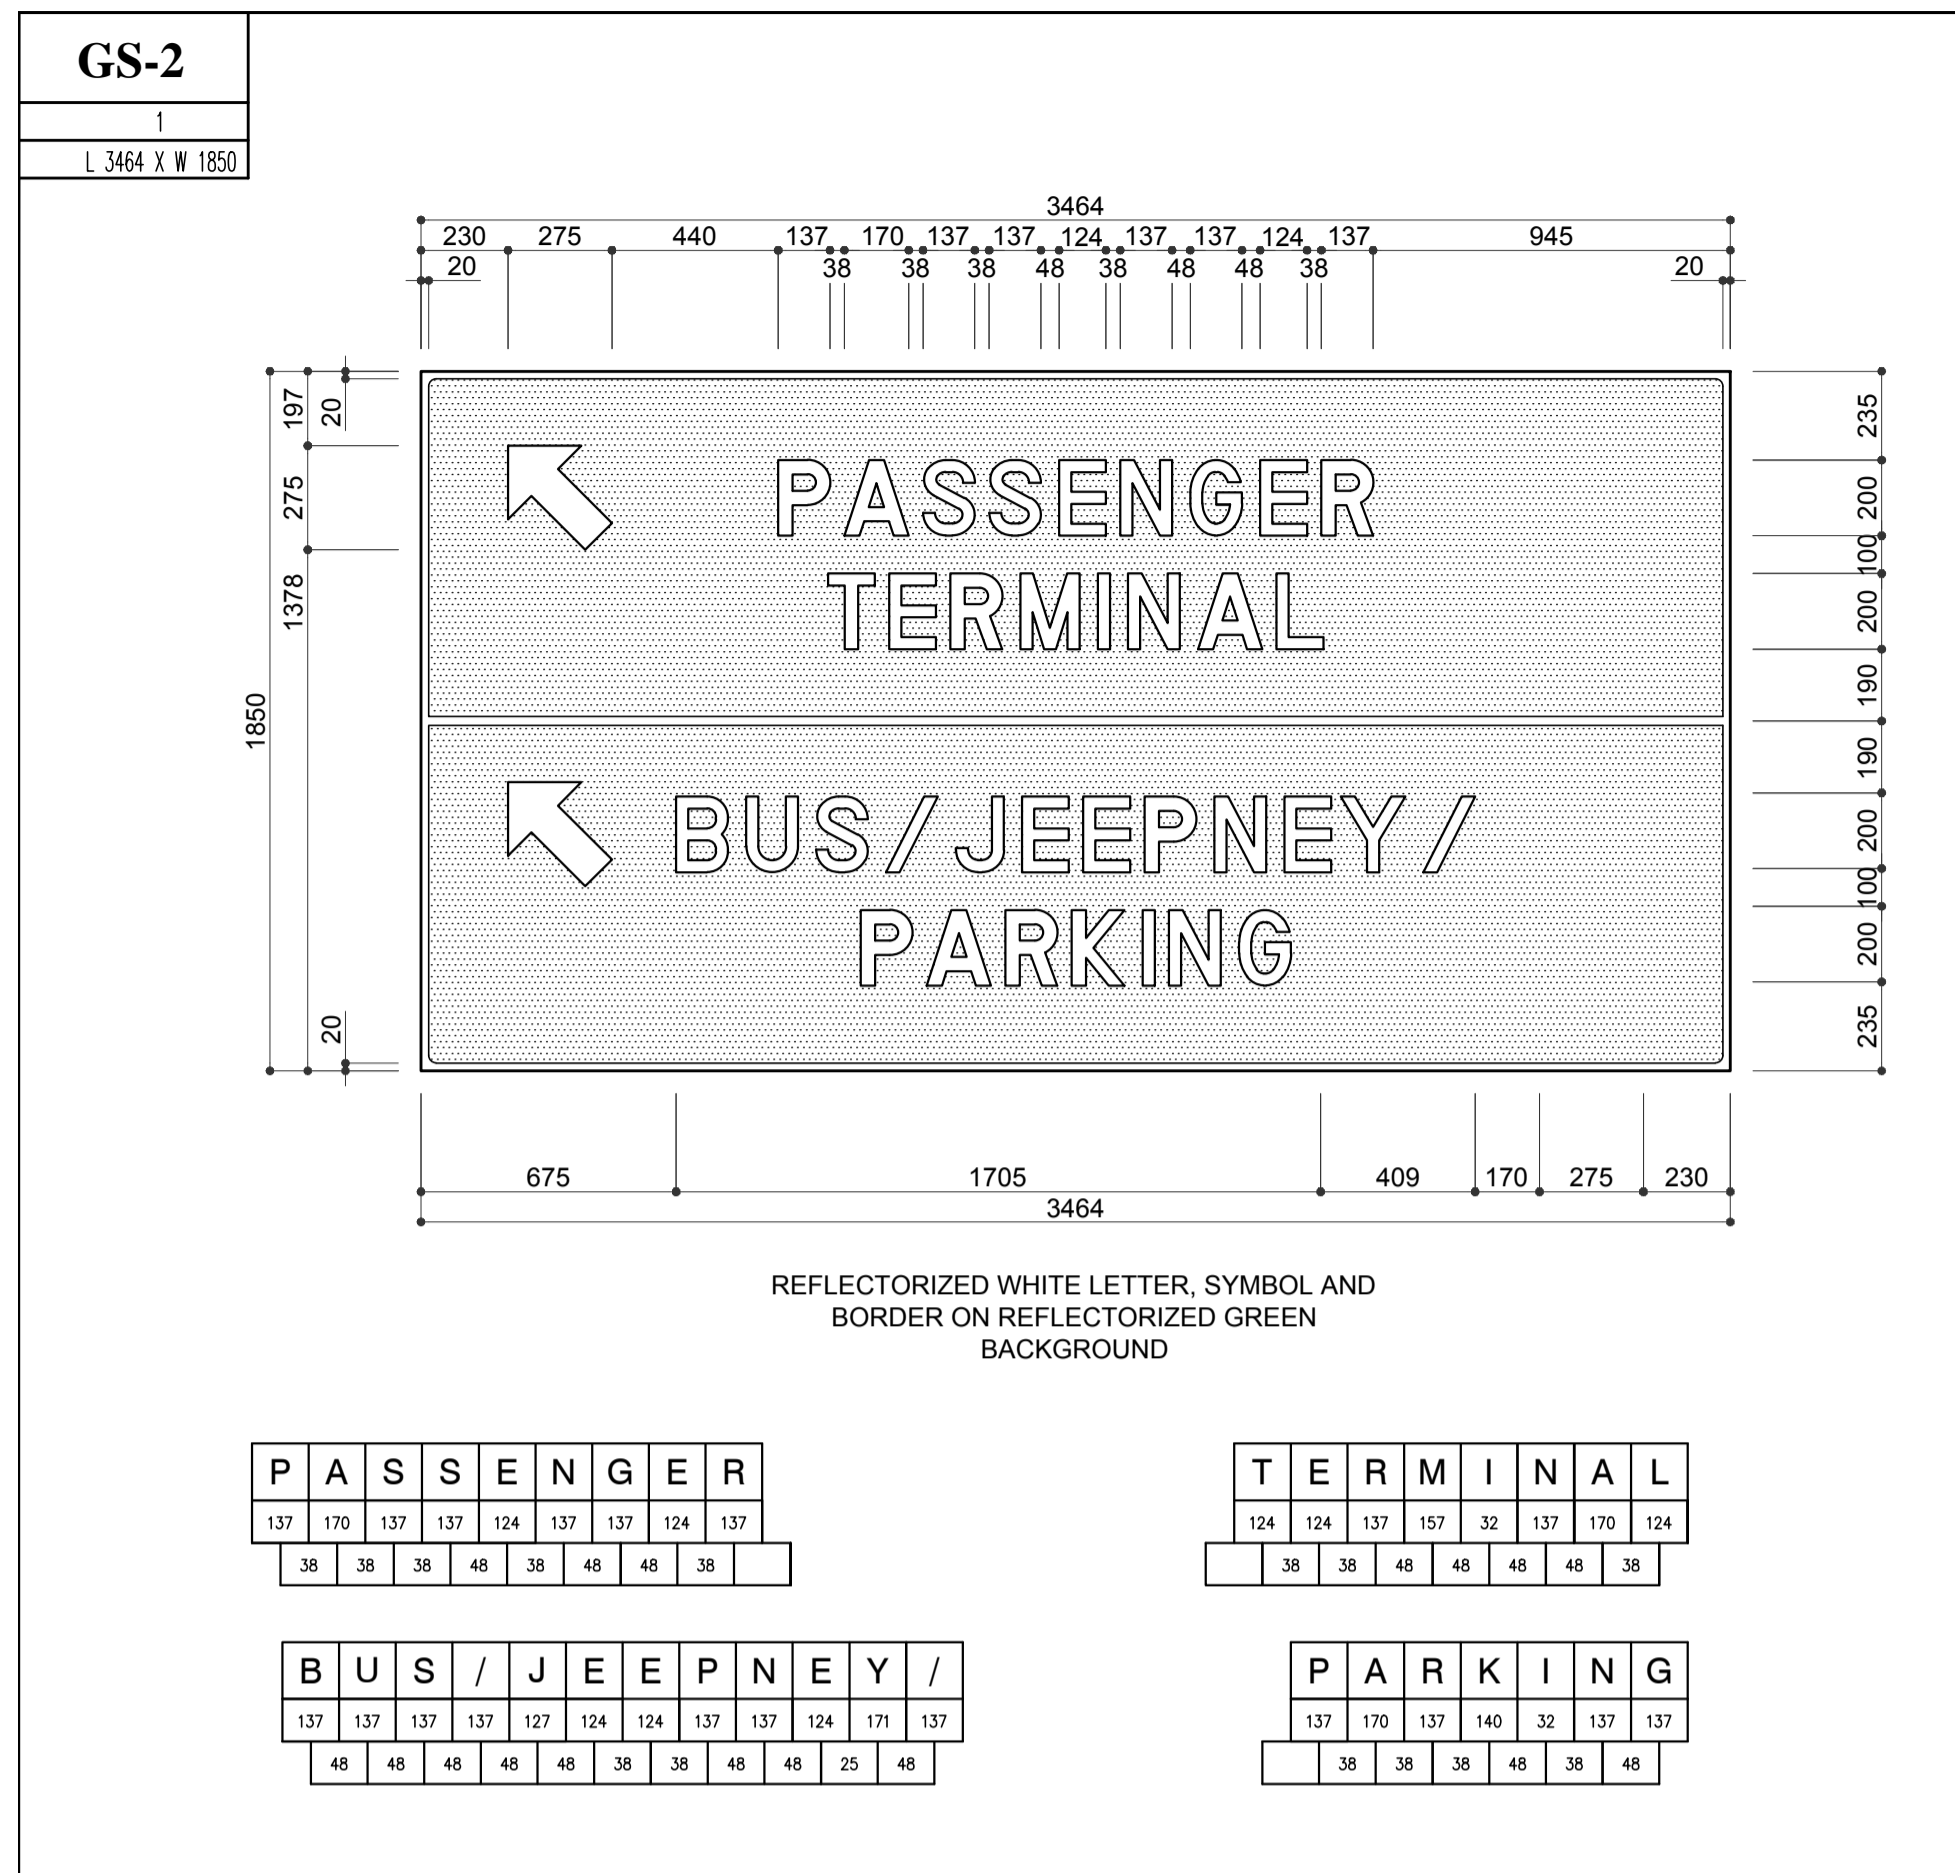 GS-2
1
L 3464 X W 1850
3464
230 275 440 137 170 137 137 124 137 137 124 137 945
20 38 38 38 48 38 48 48 38 20
197
20
275
1378
1850
20
235
200
100
200
190
190
200
100
200
235
PASSENGER
TERMINAL
BUS/JEEPNEY/
PARKING
675 1705 409 170 275 230
3464
REFLECTORIZED WHITE LETTER, SYMBOL AND
BORDER ON REFLECTORIZED GREEN
BACKGROUND
P A S S E N G E R
137 170 137 137 124 137 137 124 137
38 38 38 48 38 48 48 38
T E R M I N A L
124 124 137 157 32 137 170 124
38 38 48 48 48 48 38
B U S / J E E P N E Y /
137 137 137 137 127 124 124 137 137 124 171 137
48 48 48 48 48 38 38 48 48 25 48
P A R K I N G
137 170 137 140 32 137 137
38 38 38 48 38 48